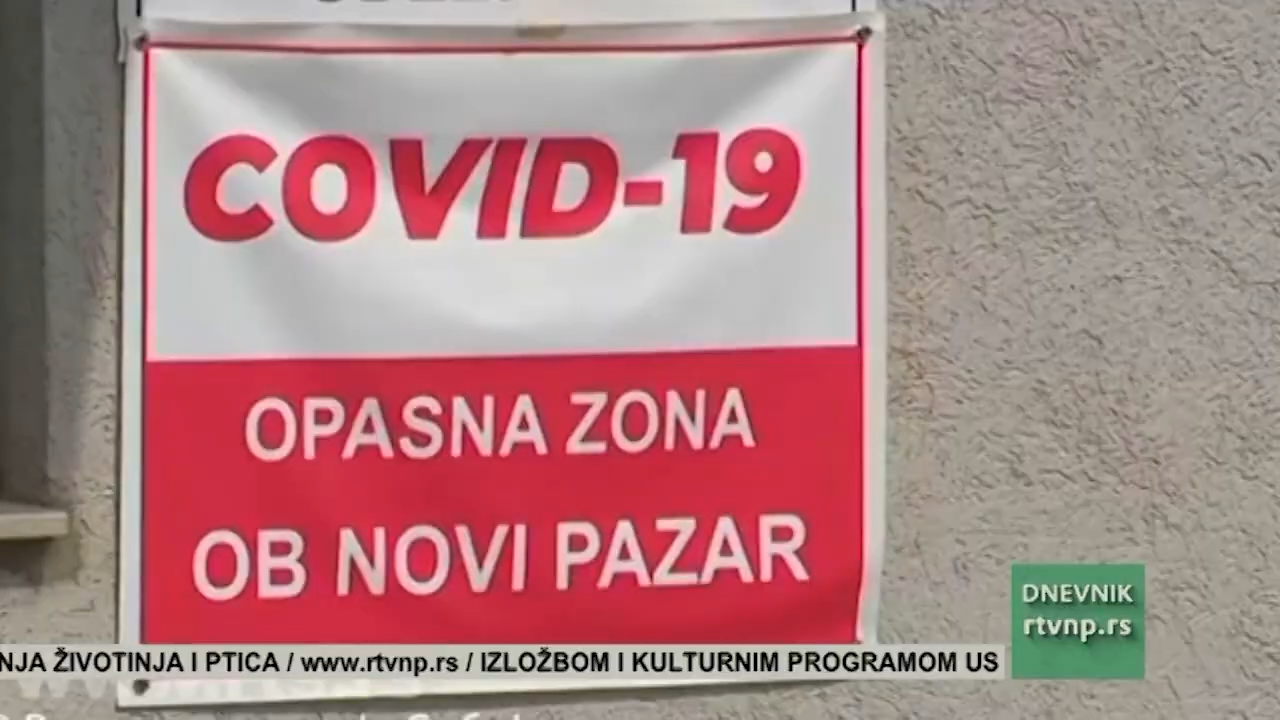 COVID-19
OPASNA ZONA
OB NOVI PAZAR
DNEVNIK
rtvnp.rs
NJA ŽIVOTINJA I PTICA / www.rtvnp.rs / IZLOŽBOM I KULTURNIM PROGRAMOM US